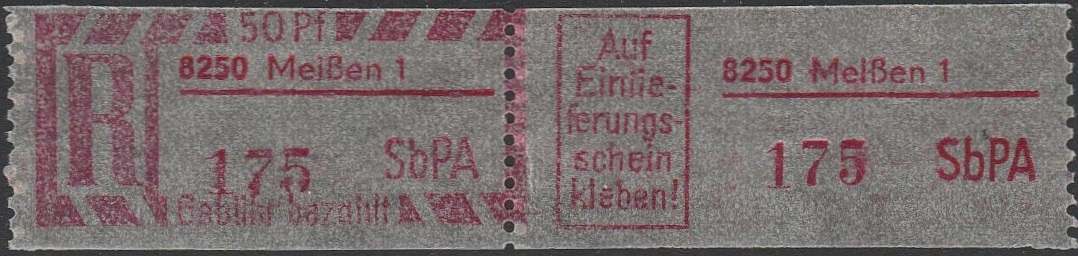 50 Pf
R
8250 Meißen 1
175 SbPA
Gebühr bezahlt
Auf
Einlie-
ferungs-
schein
kleben!
8250 Meißen 1
175 SbPA